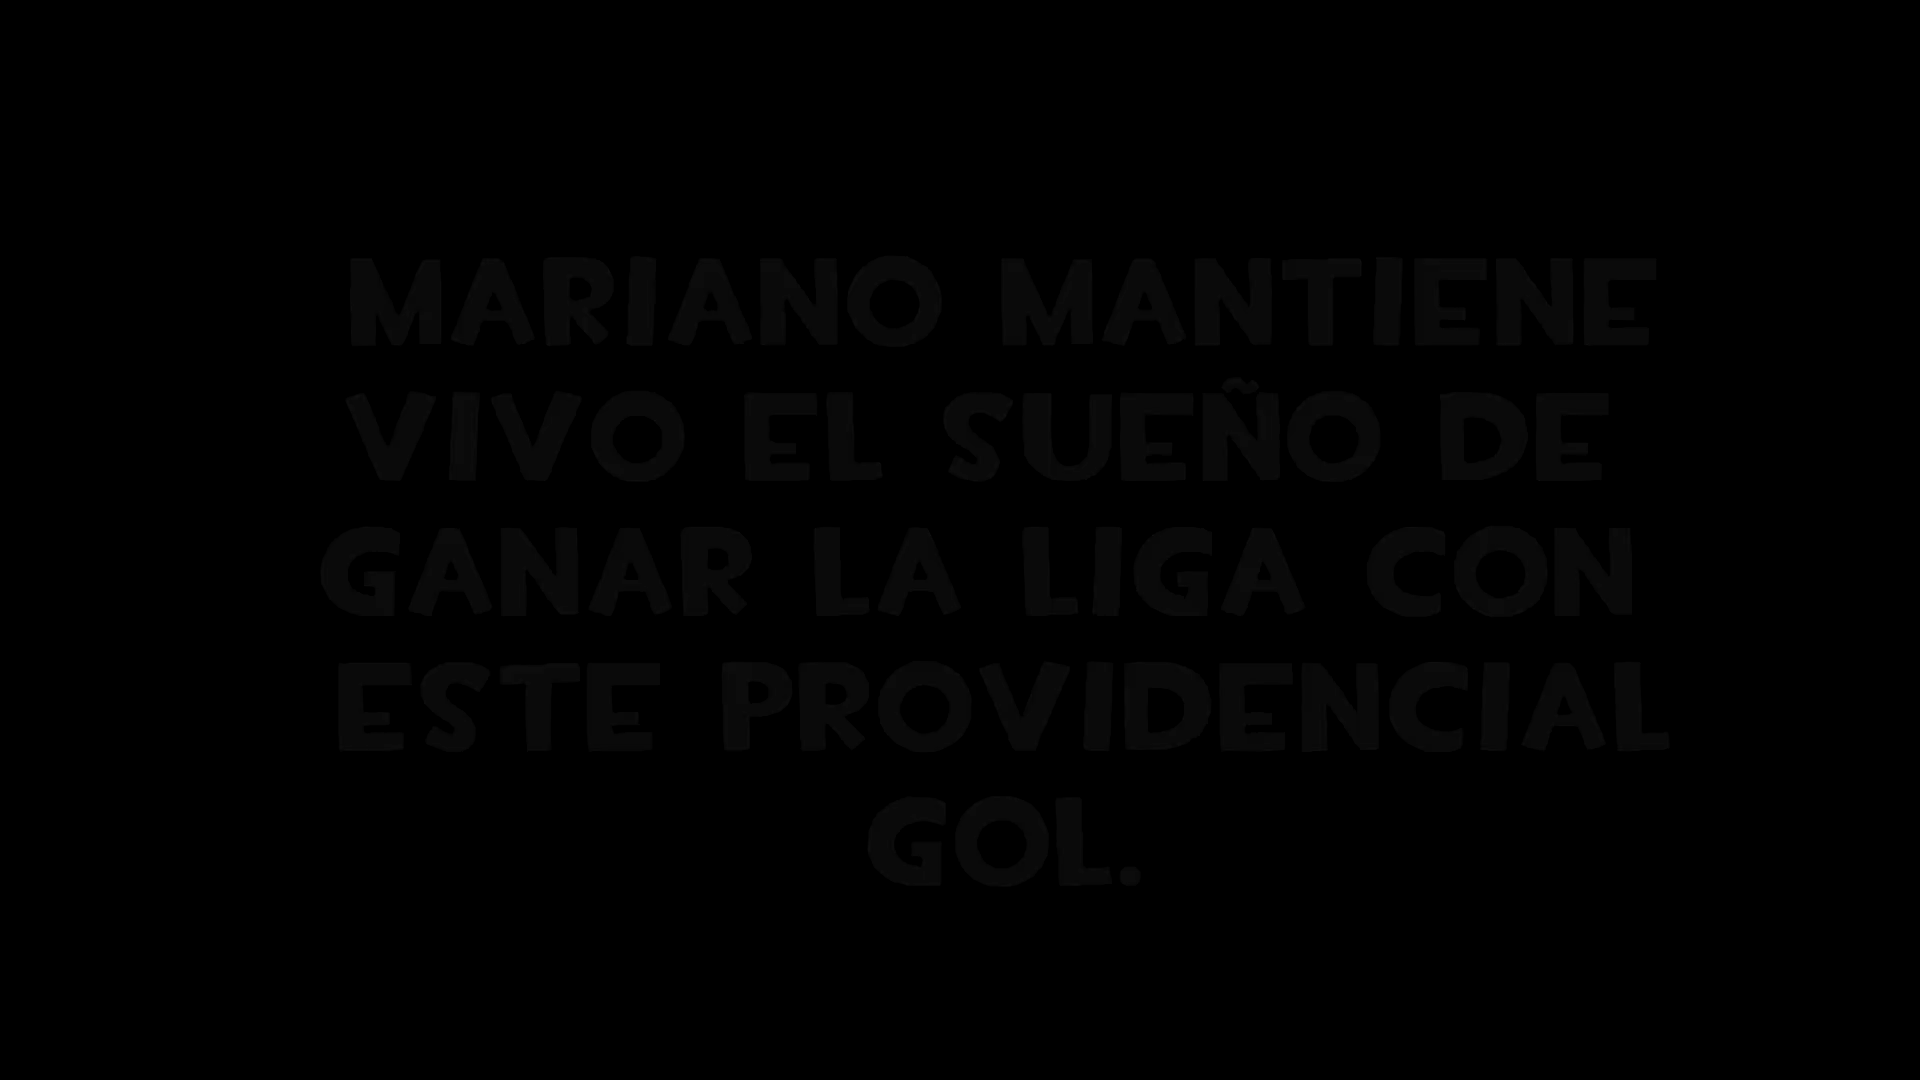 MARIANO MANTIENE
VIVO EL SUEÑO DE
GANAR LA LIGA CON
ESTE PROVIDENCIAL
GOL.